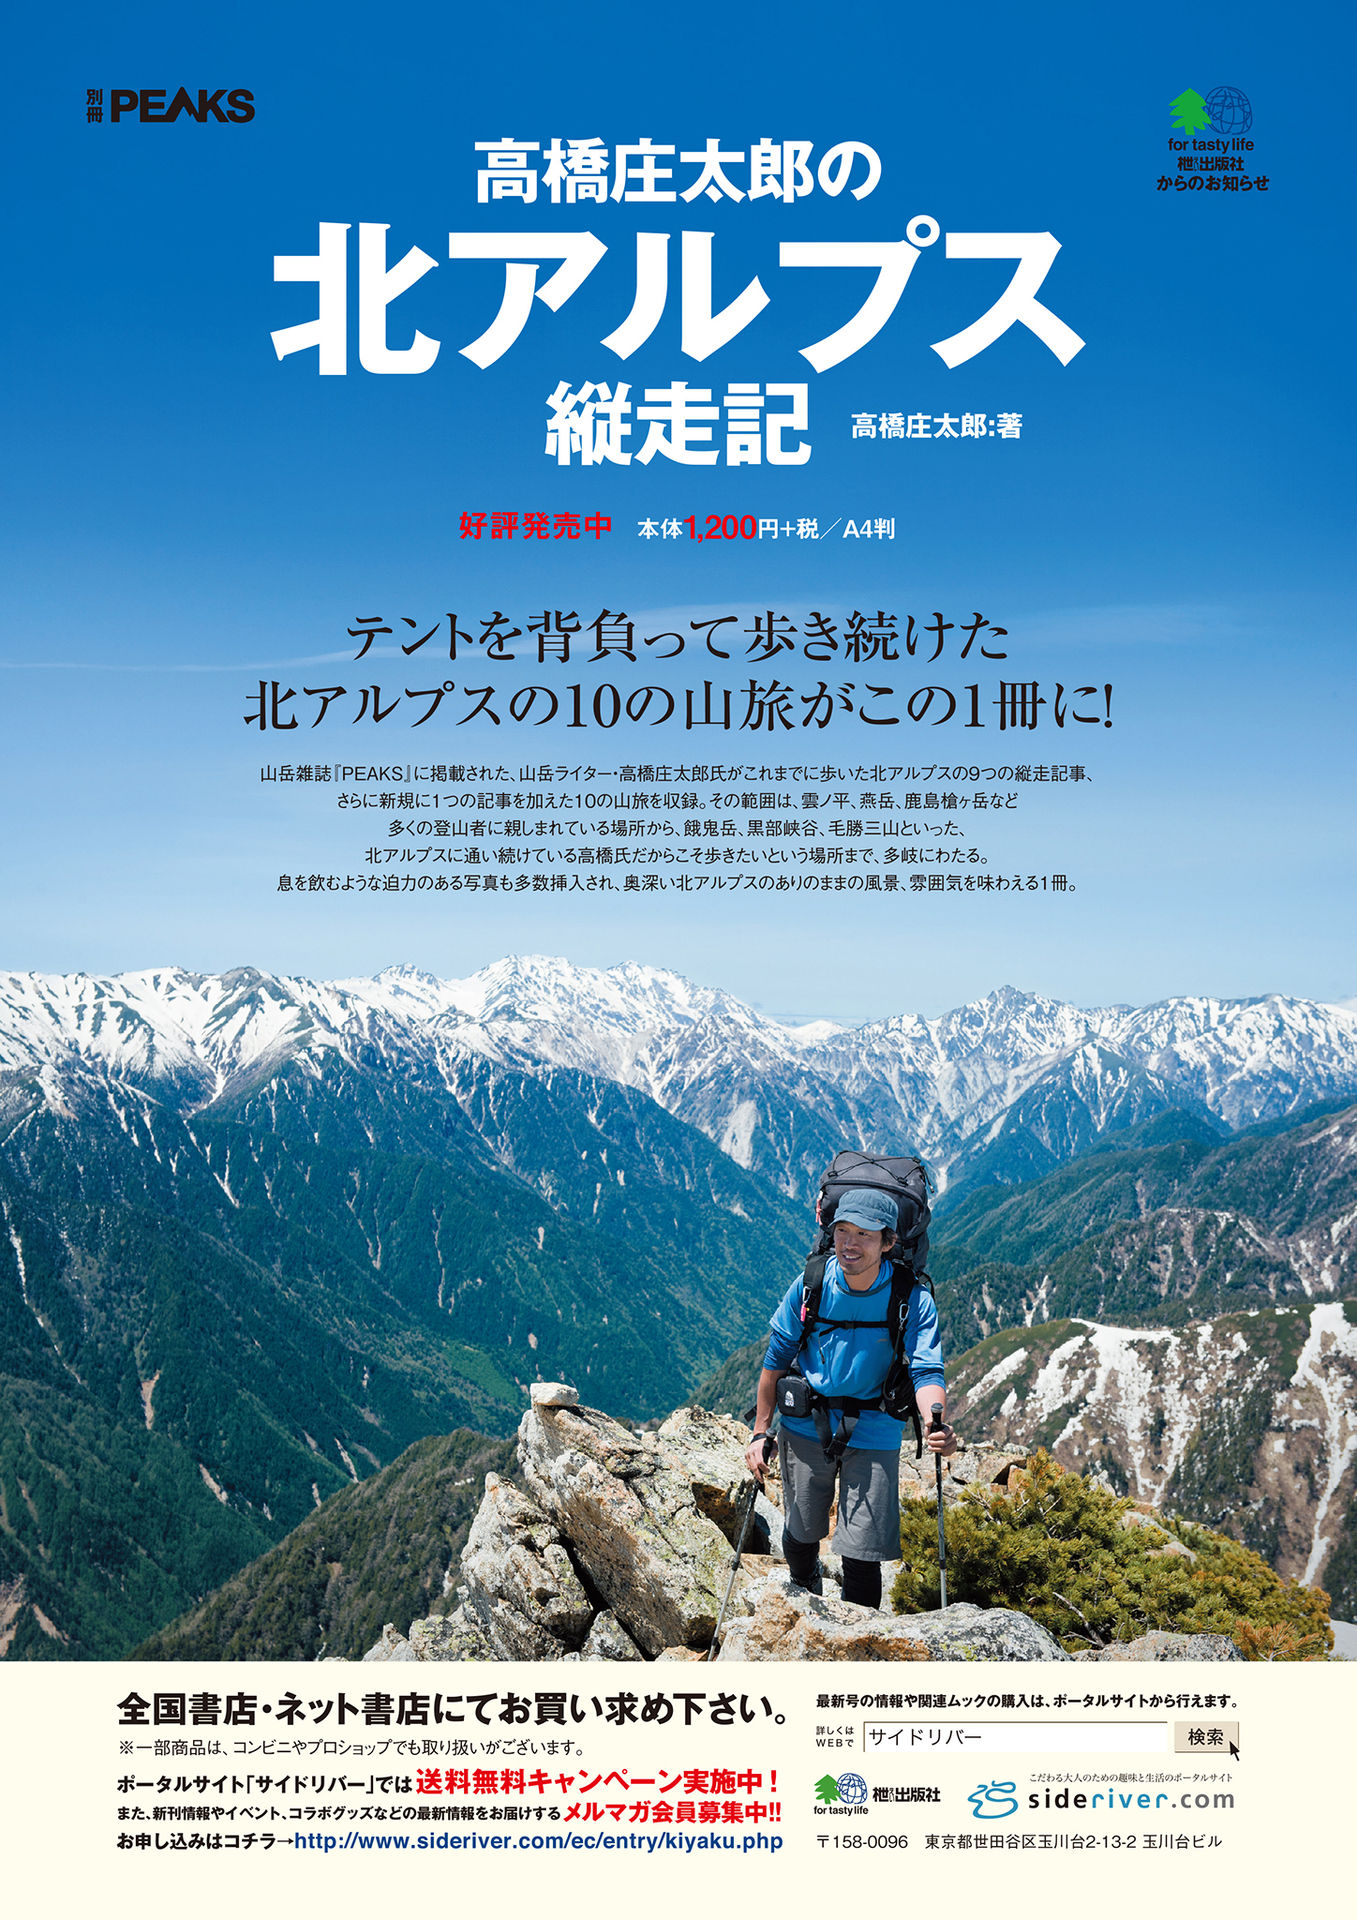 別冊 PEAKS
for tasty life
枻出版社
からのお知らせ
高橋庄太郎の
北アルプス
縦走記
高橋庄太郎:著
好評発売中 本体1,200円+税／A4判
テントを背負って歩き続けた
北アルプスの10の山旅がこの1冊に!
山岳雑誌『PEAKS』に掲載された、山岳ライター・高橋庄太郎氏がこれまでに歩いた北アルプスの9つの縦走記事、
さらに新規に1つの記事を加えた10の山旅を収録。その範囲は、雲ノ平、燕岳、鹿島槍ヶ岳など
多くの登山者に親しまれている場所から、餓鬼岳、黒部峡谷、毛勝三山といった、
北アルプスに通い続けている高橋氏だからこそ歩きたいという場所まで、多岐にわたる。
息を飲むような迫力のある写真も多数挿入され、奥深い北アルプスのありのままの風景、雰囲気を味わえる1冊。
全国書店・ネット書店にてお買い求め下さい。
※一部商品は、コンビニやプロショップでも取り扱いがございます。
ポータルサイト「サイドリバー」では送料無料キャンペーン実施中！
また、新刊情報やイベント、コラボグッズなどの最新情報をお届けするメルマガ会員募集中!!
お申し込みはコチラ→http://www.sideriver.com/ec/entry/kiyaku.php
最新号の情報や関連ムックの購入は、ポータルサイトから行えます。
詳しくは
WEBで
サイドリバー 検索
for tasty life
枻出版社
こだわる大人のための趣味と生活のポータルサイト
sideriver.com
〒158-0096 東京都世田谷区玉川台2-13-2 玉川台ビル